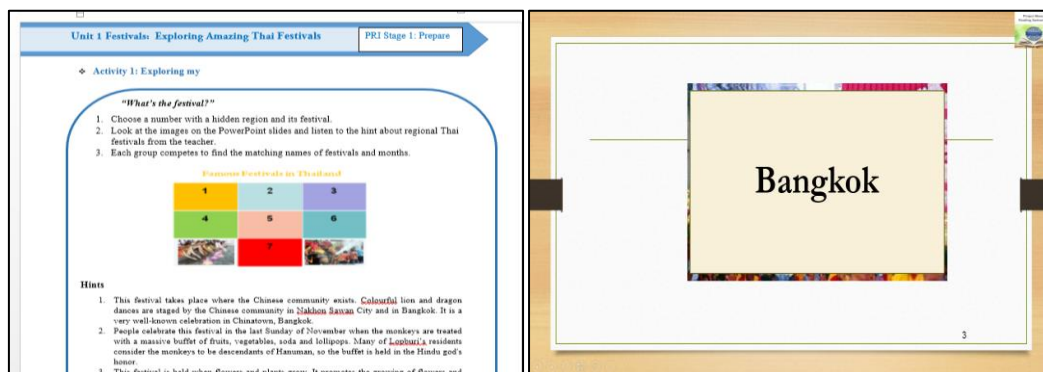 Unit 1 Festivals: Exploring Amazing Thai Festivals
PRI Stage 1: Prepare
Activity 1: Exploring my
"What's the festival?"
1. Choose a number with a hidden region and its festival.
2. Look at the images on the PowerPoint slides and listen to the hint about regional Thai
festivals from the teacher.
3. Each group competes to find the matching names of festivals and months.
Famous Festivals in Thailand
1 2 3
4 5 6
7
Hints
1. This festival takes place where the Chinese community exists. Colourful lion and dragon
dances are staged by the Chinese community in Nakhon Sawan City and in Bangkok. It is a
very well-known celebration in Chinatown, Bangkok.
2. People celebrate this festival in the last Sunday of November when the monkeys are treated
with a massive buffet of fruits, vegetables, soda and lollipops. Many of Lopburi's residents
consider the monkeys to be descendants of Hanuman, so the buffet is held in the Hindu god's
honor.
3. This festival is held when flowers and plants grow. It promotes the growing of flowers and
Bangkok
3